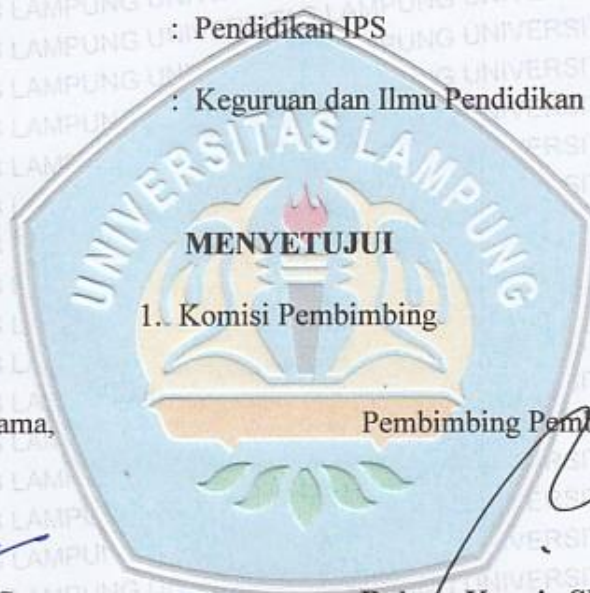 : Pendidikan IPS
: Keguruan dan Ilmu Pendidikan
UNIVERSITAS LAMPUNG
MENYETUJUI
1. Komisi Pembimbing
Pembimbing